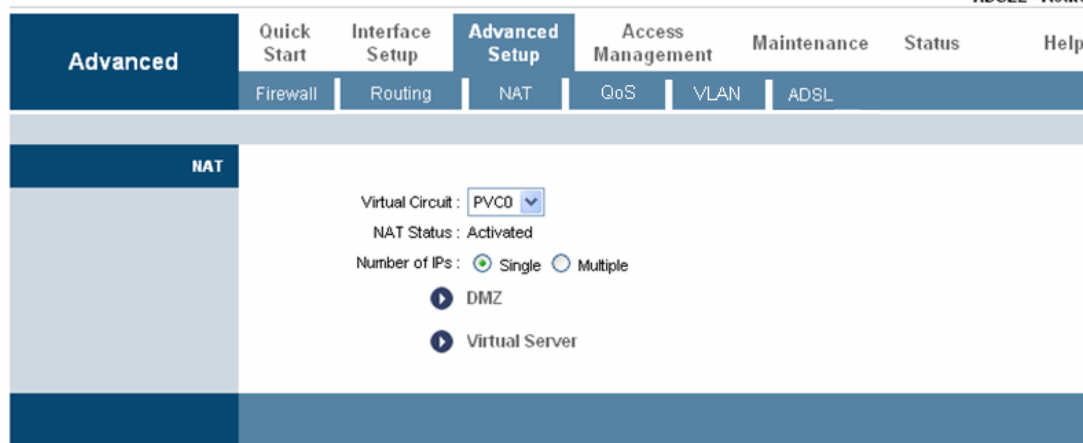 Advanced
Quick Start
Interface Setup
Advanced Setup
Access Management
Maintenance
Status
Help
Firewall
Routing
NAT
QoS
VLAN
ADSL
NAT
Virtual Circuit : PVC0
NAT Status : Activated
Number of IPs : Single Multiple
DMZ
Virtual Server